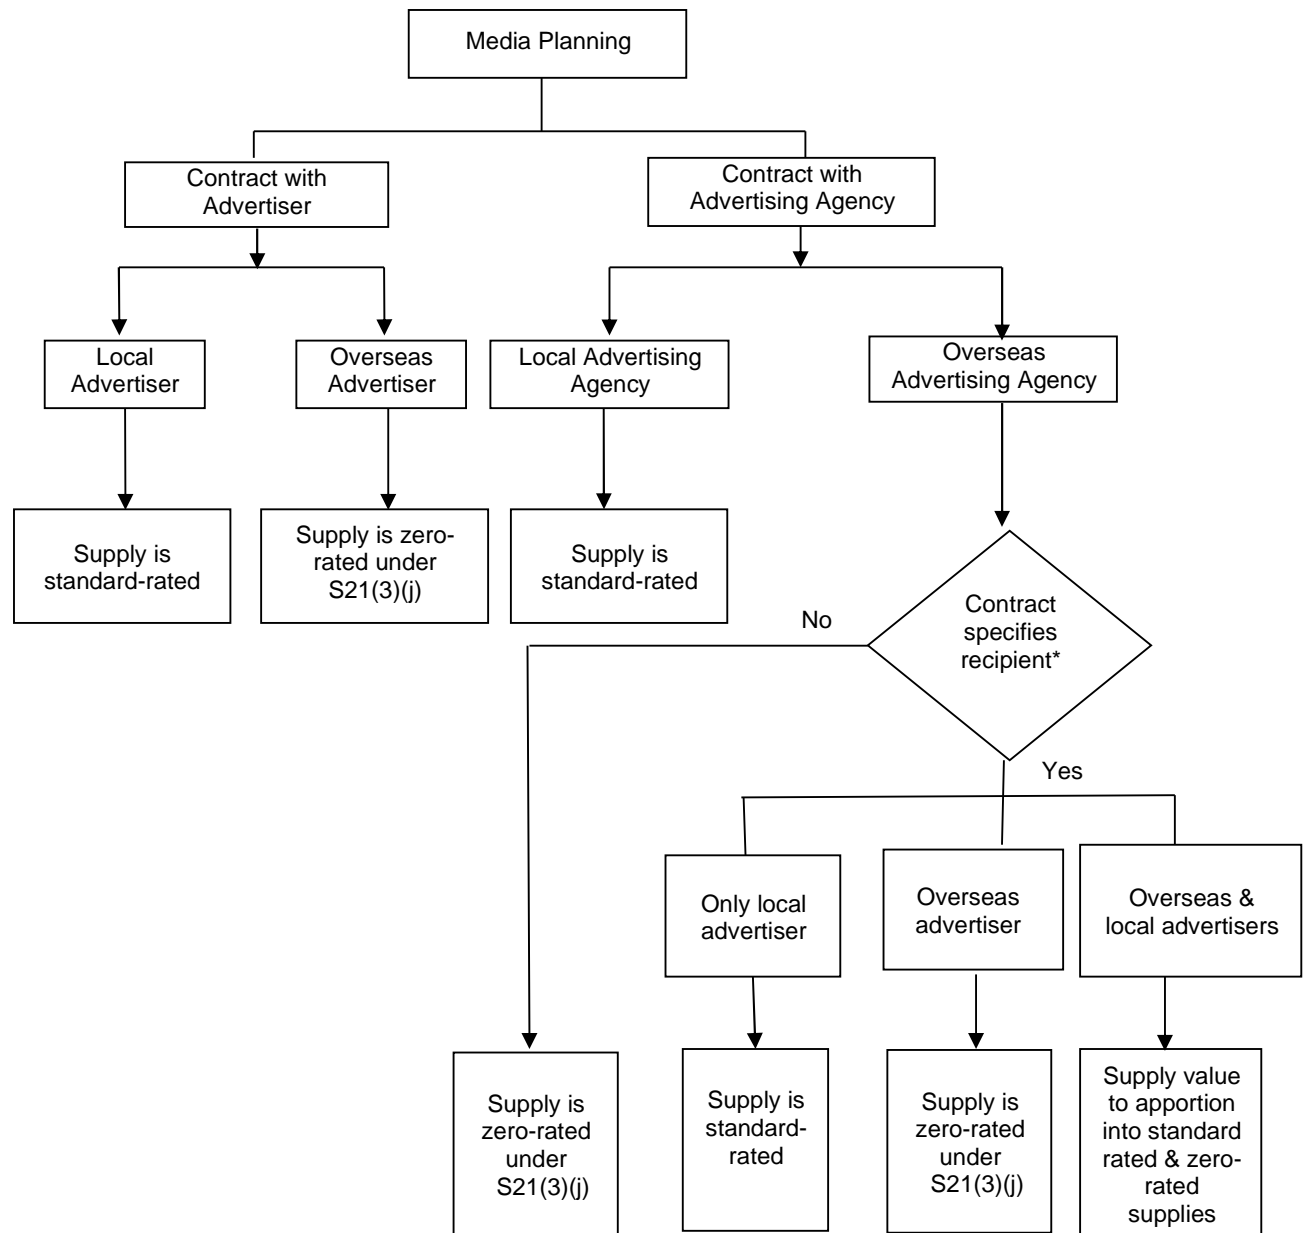 Media Planning
Contract with
Advertiser
Contract with
Advertising Agency
Local
Advertiser
Overseas
Advertiser
Local Advertising
Agency
Overseas
Advertising Agency
Supply is
standard-rated
Supply is zero-
rated under
S21(3)(j)
Supply is
standard-rated
Contract
specifies
recipient*
No
Yes
Only local
advertiser
Overseas
advertiser
Overseas &
local advertisers
Supply is
zero-rated
under
S21(3)(j)
Supply is
standard-
rated
Supply is
zero-rated
under
S21(3)(j)
Supply value
to apportion
into standard
rated & zero-
rated
supplies